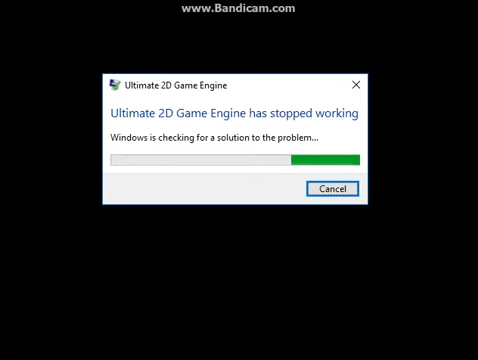 www.Bandicam.com
Ultimate 2D Game Engine
Ultimate 2D Game Engine has stopped working
Windows is checking for a solution to the problem...
Cancel